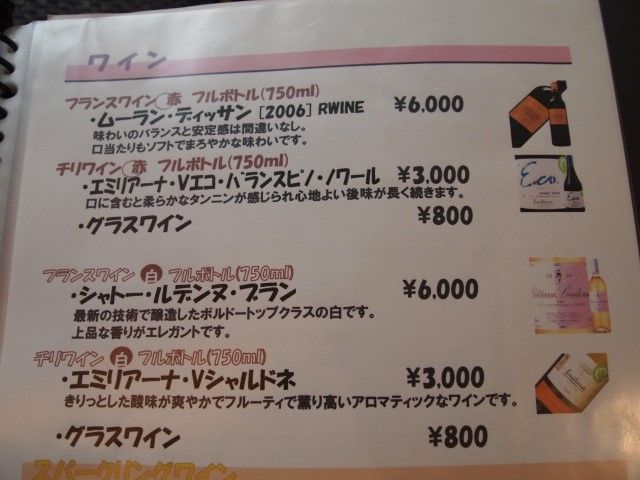 ワイン
フランスワイン 赤 フルボトル(750ml)
・ムーラン・ディッサン [2006] RWINE ¥6,000
味わいのバランスと安定感は間違いなし。
口当たりもソフトでまろやかな味わいです。
チリワイン 赤 フルボトル(750ml)
・エミリアーナ・Vエコ・バランスピノ・ノワール ¥3,000
口に含むと柔らかなタンニンが感じられ心地よい後味が長く続きます。
・グラスワイン ¥800
Eco.
Eco
フランスワイン 白 フルボトル(750ml)
・シャトー・ルデンヌ・ブラン ¥6,000
最新の技術で醸造したボルドートップクラスの白です。
上品な香りがエレガントです。
チリワイン 白 フルボトル(750ml)
・エミリアーナ・Vシャルドネ ¥3,000
きりっとした酸味が爽やかでフルーティで薫り高いアロマティックなワインです。
・グラスワイン ¥800
スパークリングワイン